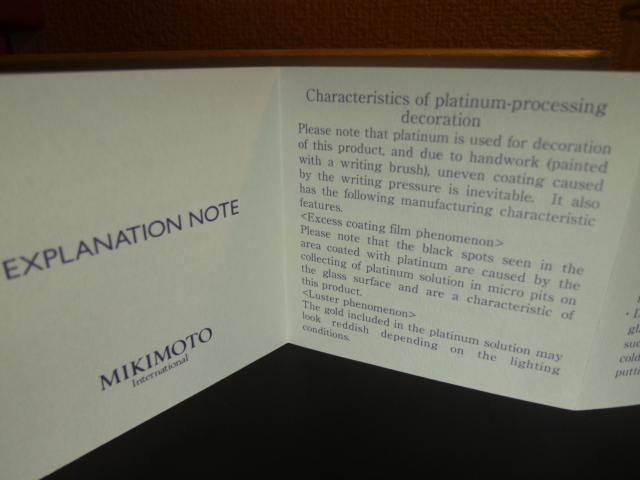 EXPLANATION NOTE
MIKIMOTO
International
Characteristics of platinum-processing
decoration
Please note that platinum is used for decoration
of this product, and due to handwork (painted
with a writing brush), uneven coating caused
by the writing pressure is inevitable. It also
has the following manufacturing characteristic
features.
<Excess coating film phenomenon>
Please note that the black spots seen in the
area coated with platinum are caused by the
collecting of platinum solution in micro pits on
the glass surface and are a characteristic of
this product.
<Luster phenomenon>
The gold included in the platinum solution may
look reddish depending on the lighting
conditions.
gla
suc
cold
putti